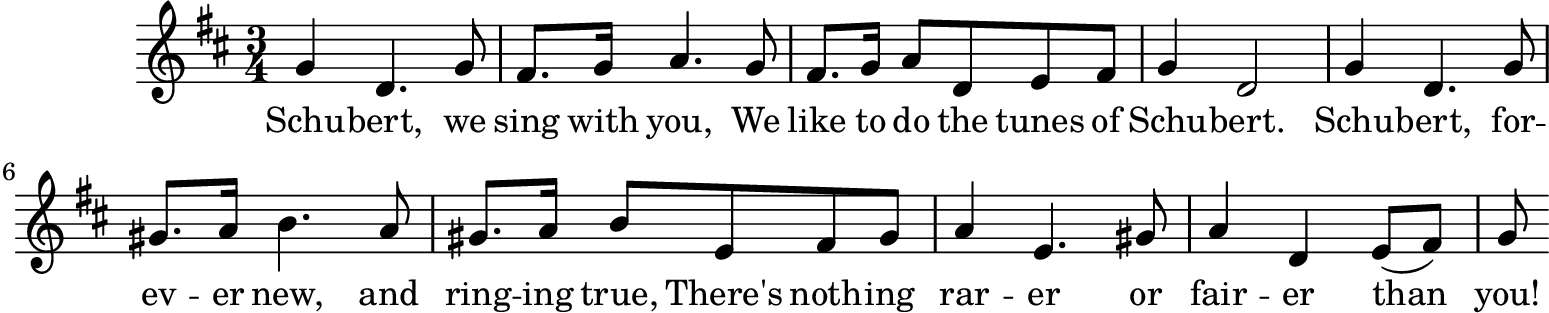 3
4
Schubert, we sing with you, We like to do the tunes of Schubert. Schubert, for-
6
ev - er new, and ring - ing true, There's nothing rar - er or fair - er than you!